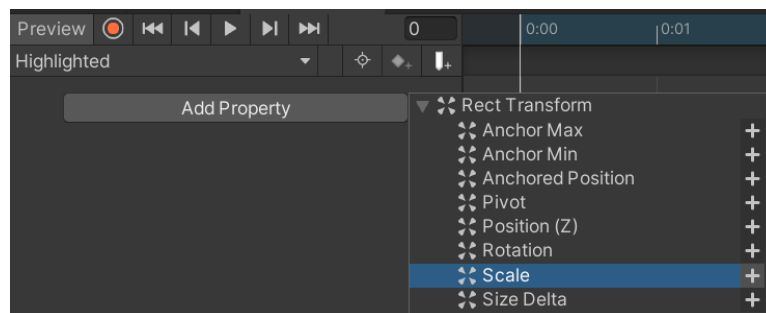 Preview 0 0:00 0:01
Highlighted
Add Property
Rect Transform
Anchor Max
Anchor Min
Anchored Position
Pivot
Position (Z)
Rotation
Scale
Size Delta